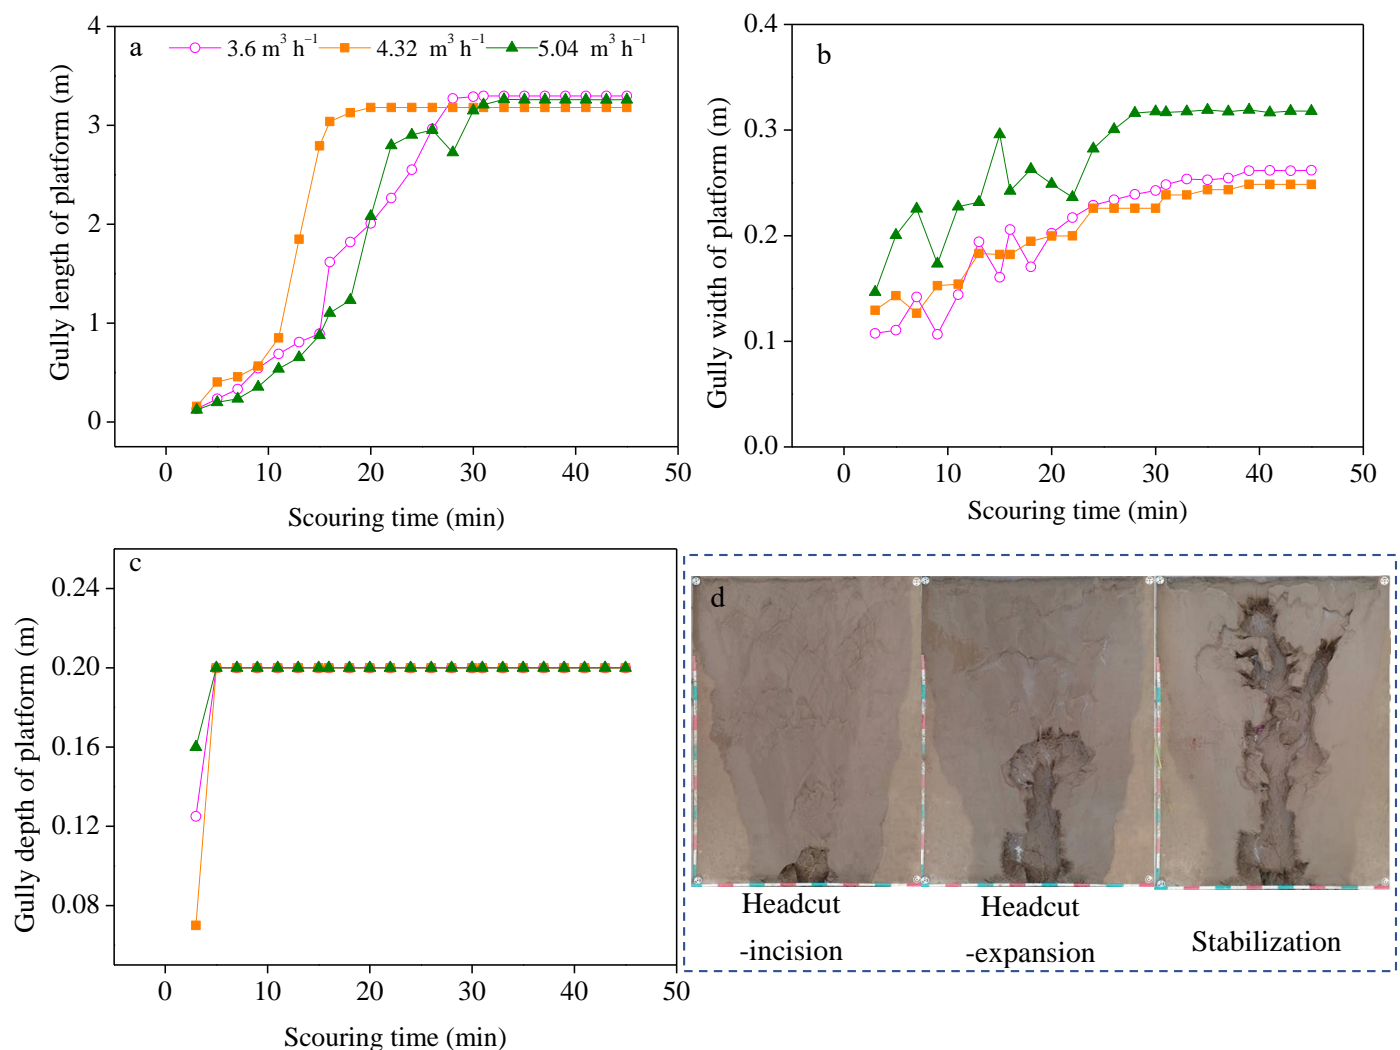 a
3.6 m³ h⁻¹
4.32 m³ h⁻¹
5.04 m³ h⁻¹
4
3
2
1
0
Gully length of platform (m)
0 10 20 30 40 50
Scouring time (min)
b
0.4
0.3
0.2
0.1
0.0
Gully width of platform (m)
0 10 20 30 40 50
Scouring time (min)
c
0.24
0.20
0.16
0.12
0.08
Gully depth of platform (m)
0 10 20 30 40 50
Scouring time (min)
d
Headcut
-incision
Headcut
-expansion
Stabilization